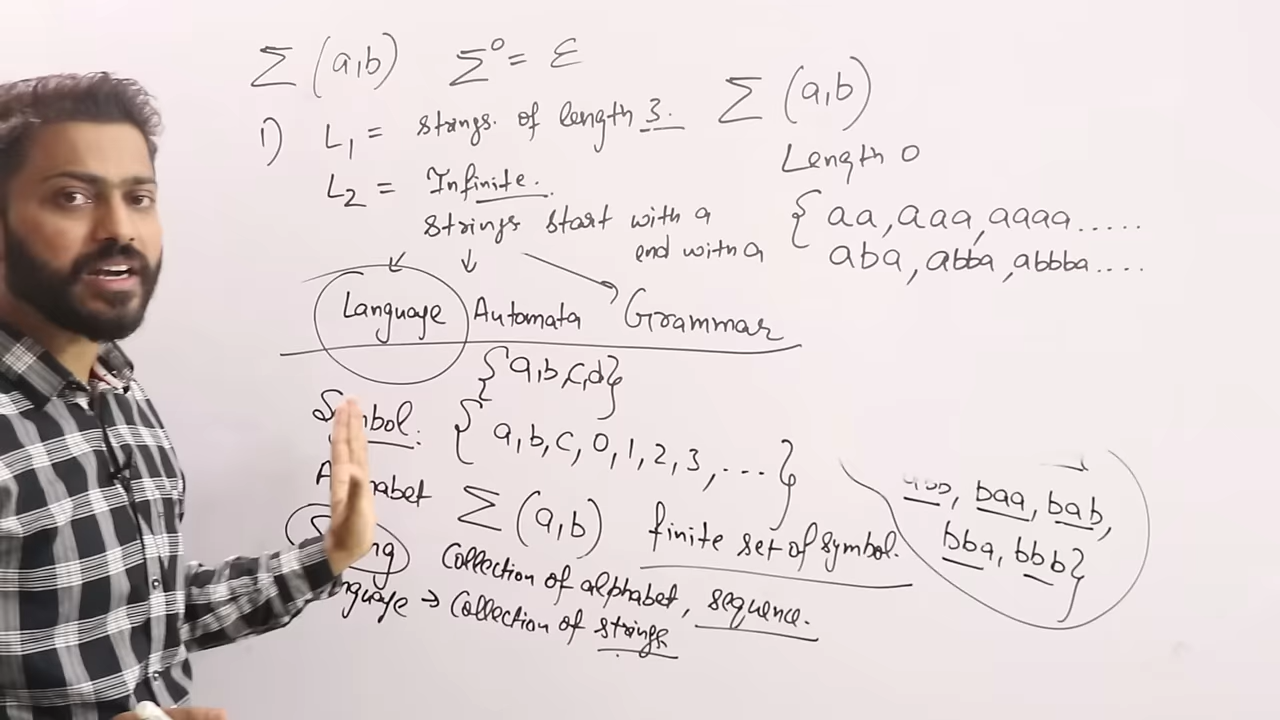 Σ (a,b) Σ⁰ = ε
1) L₁ = strings. of length 3.
L₂ = Infinite.
strings start with a
end with a
Σ (a,b)
Length 0
{ aa, aaa, aaaa.....
aba, abba, abbba....
Language Automata Grammar
{a,b,c,d}
Symbol: { a, b, c, 0, 1, 2, 3, ... }
Σ (a,b) finite set of symbol.
Collection of alphabet, sequence.
→ Collection of strings
baa, bab,
bba, bbb}